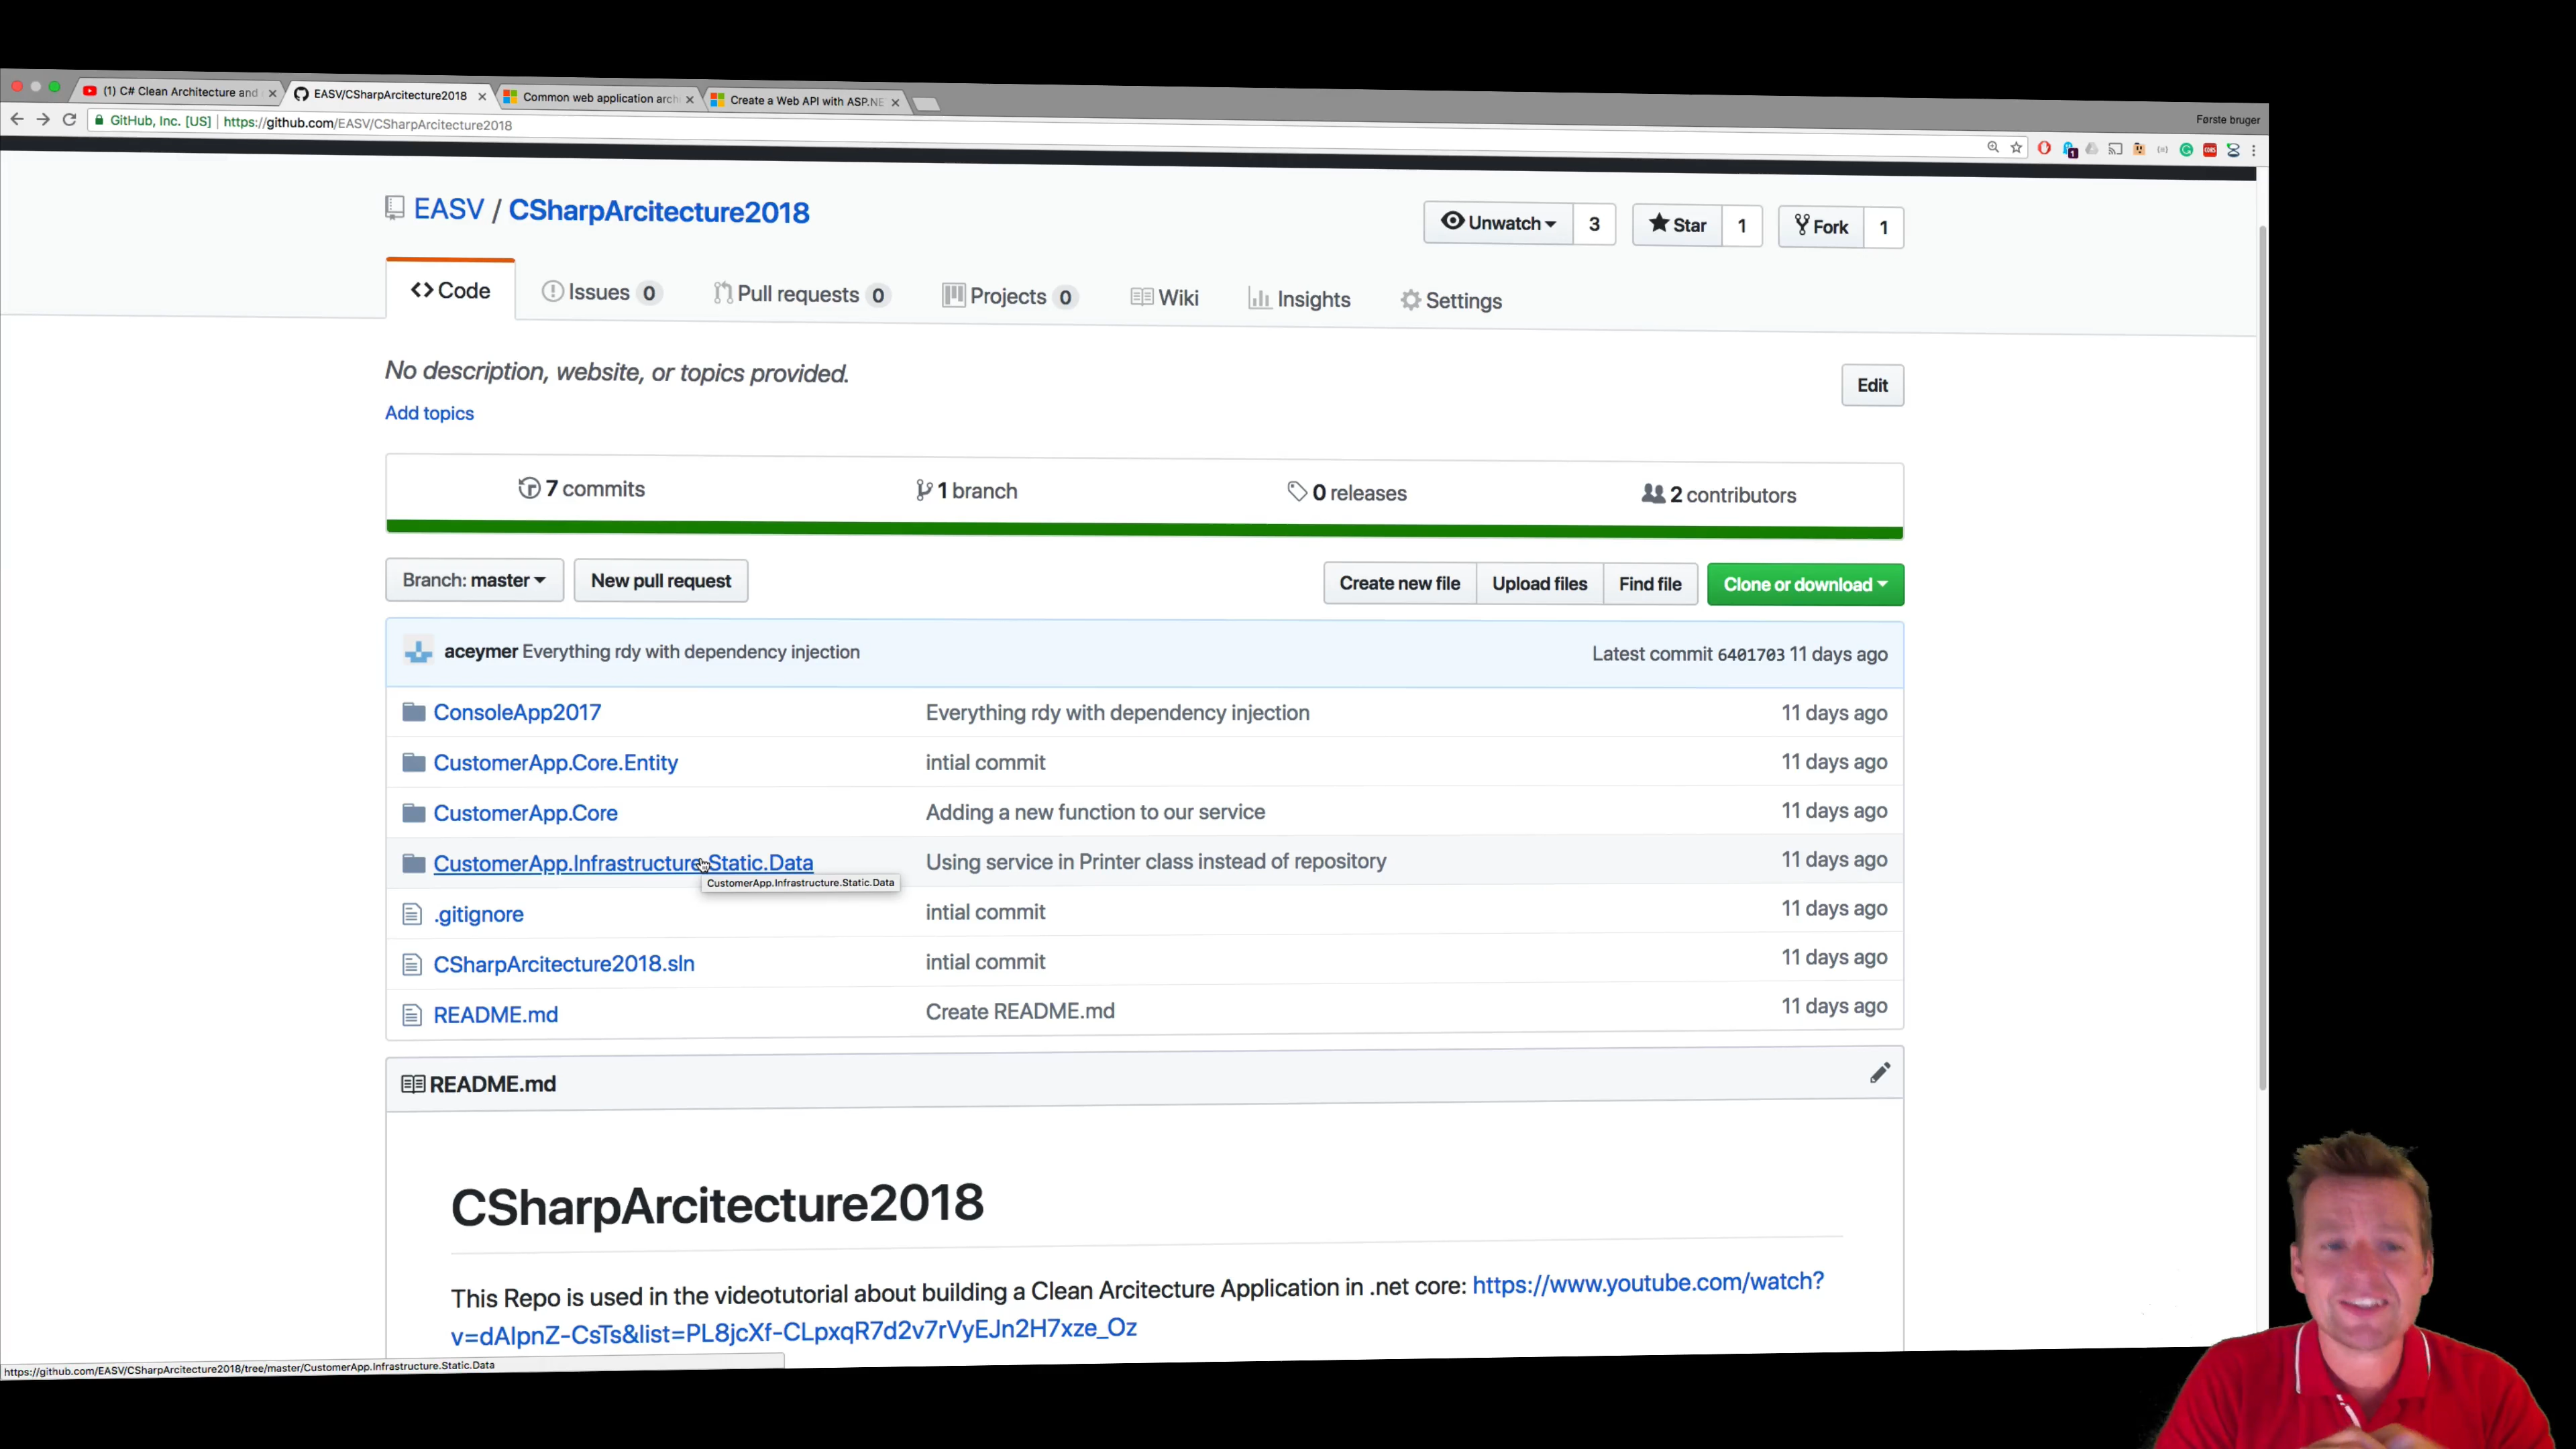 (1) C# Clean Architecture and
EASV/CSharpArcitecture2018
Common web application arch
Create a Web API with ASP.NE
Første bruger
GitHub, Inc. [US] | https://github.com/EASV/CSharpArcitecture2018
EASV / CSharpArcitecture2018
Unwatch 3
Star 1
Fork 1
Code
Issues 0
Pull requests 0
Projects 0
Wiki
Insights
Settings
No description, website, or topics provided.
Edit
Add topics
7 commits
1 branch
0 releases
2 contributors
Branch: master
New pull request
Create new file
Upload files
Find file
Clone or download
aceymer Everything rdy with dependency injection
Latest commit 6401703 11 days ago
ConsoleApp2017 Everything rdy with dependency injection 11 days ago
CustomerApp.Core.Entity intial commit 11 days ago
CustomerApp.Core Adding a new function to our service 11 days ago
CustomerApp.Infrastructure.Static.Data Using service in Printer class instead of repository 11 days ago
CustomerApp.Infrastructure.Static.Data
.gitignore intial commit 11 days ago
CSharpArcitecture2018.sln intial commit 11 days ago
README.md Create README.md 11 days ago
README.md
CSharpArcitecture2018
This Repo is used in the videotutorial about building a Clean Arcitecture Application in .net core: https://www.youtube.com/watch?
v=dAlpnZ-CsTs&list=PL8jcXf-CLpxqR7d2v7rVyEJn2H7xze_Oz
https://github.com/EASV/CSharpArcitecture2018/tree/master/CustomerApp.Infrastructure.Static.Data